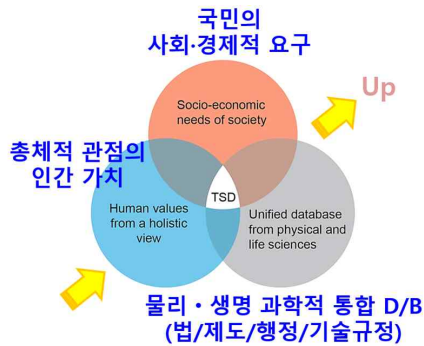 국민의
사회·경제적 요구
Up
Socio-economic
needs of society
총체적 관점의
인간 가치
TSD
Human values
from a holistic
view
Unified database
from physical and
life sciences
물리・생명 과학적 통합 D/B
(법/제도/행정/기술규정)